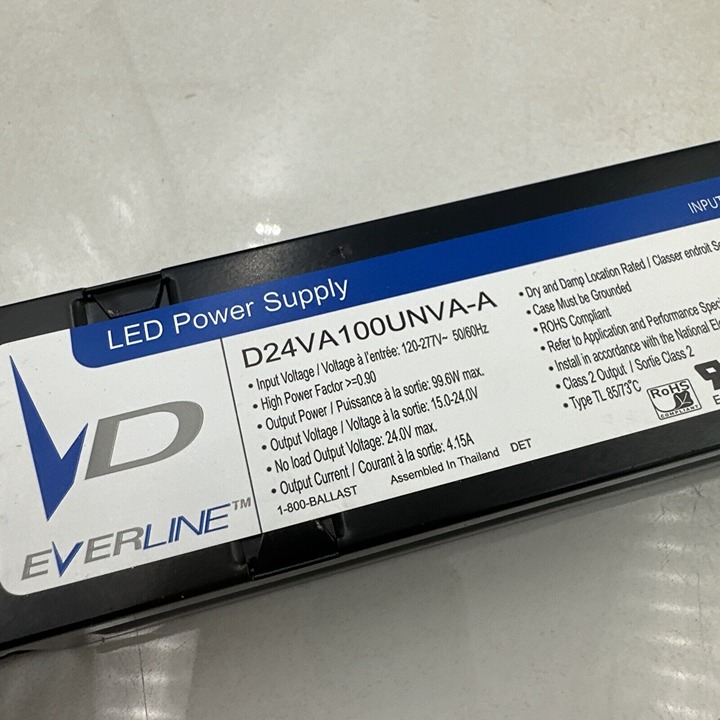 INPUT
LED Power Supply
VD
EVERLINE™
D24VA100UNVA-A
• Input Voltage / Voltage à l'entrée: 120-277V~ 50/60Hz
• High Power Factor >=0.90
• Output Power / Puissance à la sortie: 99.6W max.
• Output Voltage / Voltage à la sortie: 15.0-24.0V
• No load Output Voltage: 24.0V max.
• Output Current / Courant à la sortie: 4.15A
1-800-BALLAST Assembled In Thailand DET
• Dry and Damp Location Rated / Classer endroit
• Case Must be Grounded
• ROHS Compliant
• Refer to Application and Performance
• Install in accordance with the National
• Class 2 Output / Sortie Class 2
• Type TL 85/73°C
RoHS
COMPLIANT